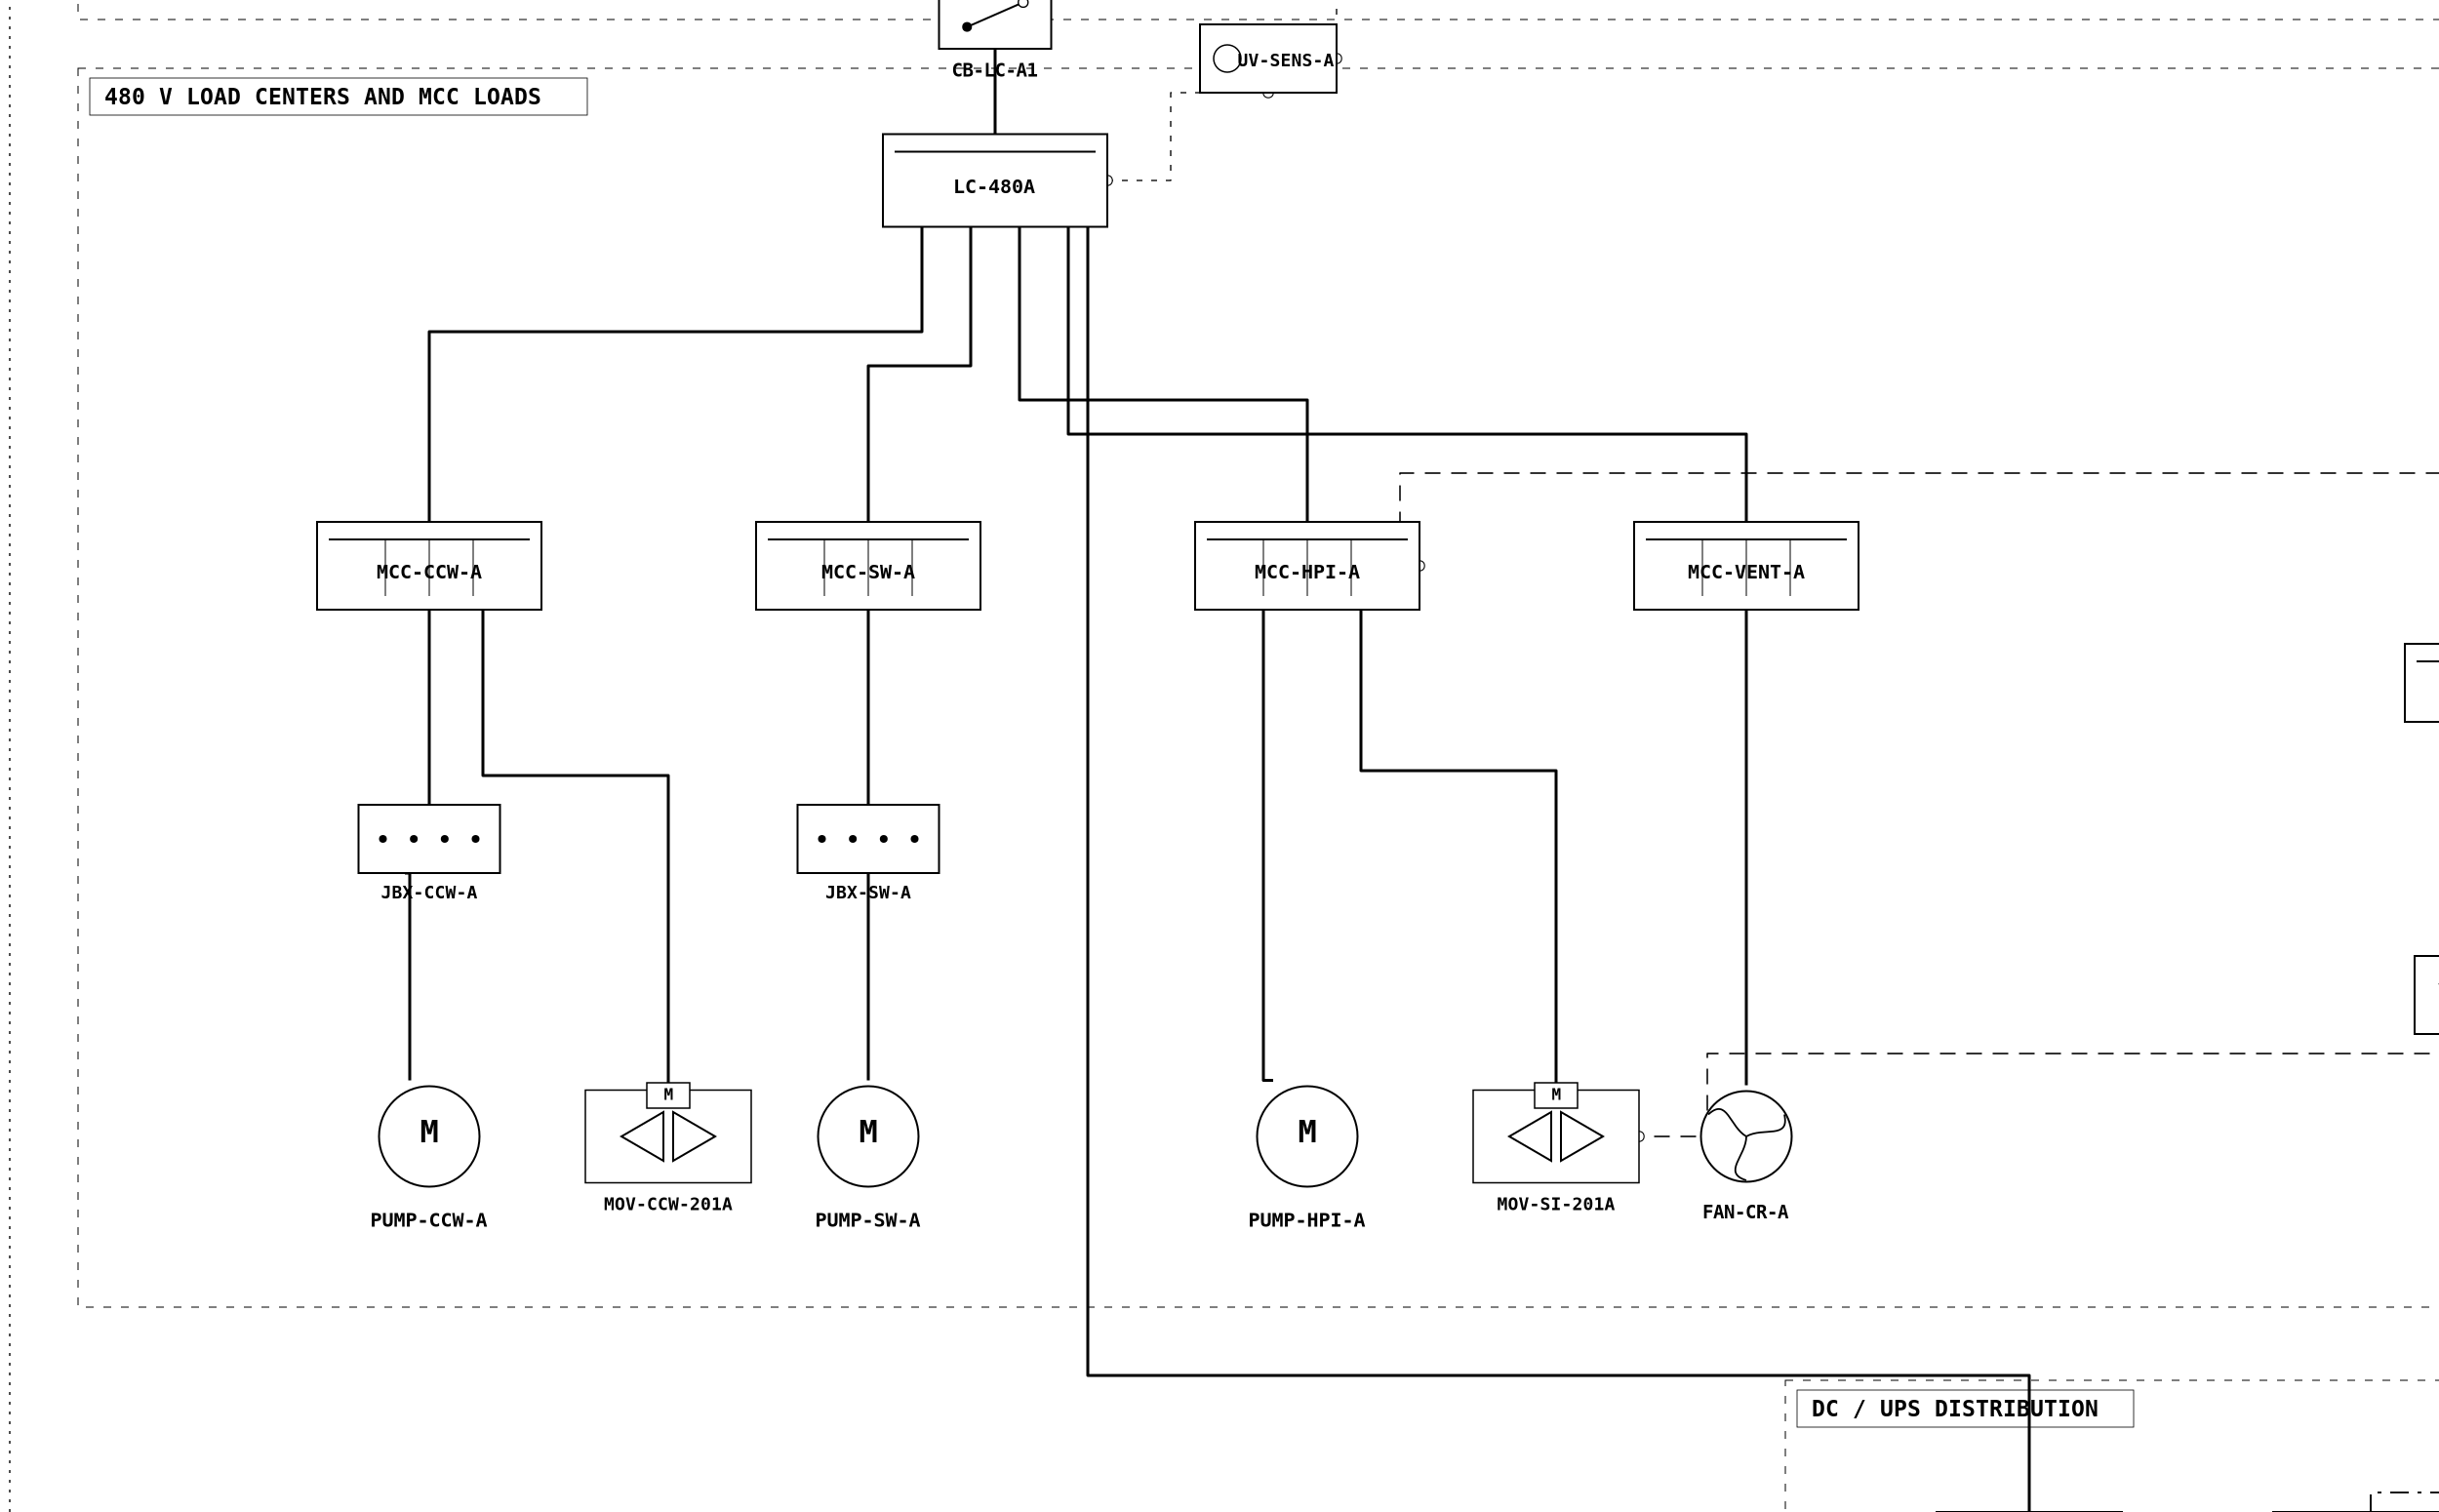 CB-LC-A1
UV-SENS-A
480 V LOAD CENTERS AND MCC LOADS
LC-480A
MCC-CCW-A
MCC-SW-A
MCC-HPI-A
MCC-VENT-A
JBX-CCW-A
JBX-SW-A
M
M
M
M
M
MOV-CCW-201A
MOV-SI-201A
FAN-CR-A
PUMP-CCW-A
PUMP-SW-A
PUMP-HPI-A
DC / UPS DISTRIBUTION